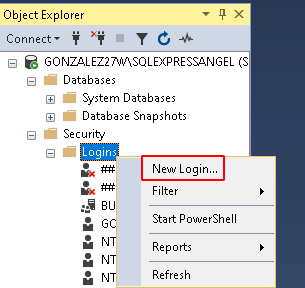 Object Explorer
Connect
GONZALEZ27W\SQLEXPRESSANGEL (S
Databases
System Databases
Database Snapshots
Security
Logins
##
##
BU
GO
NT
NT
NT
New Login...
Filter
Start PowerShell
Reports
Refresh